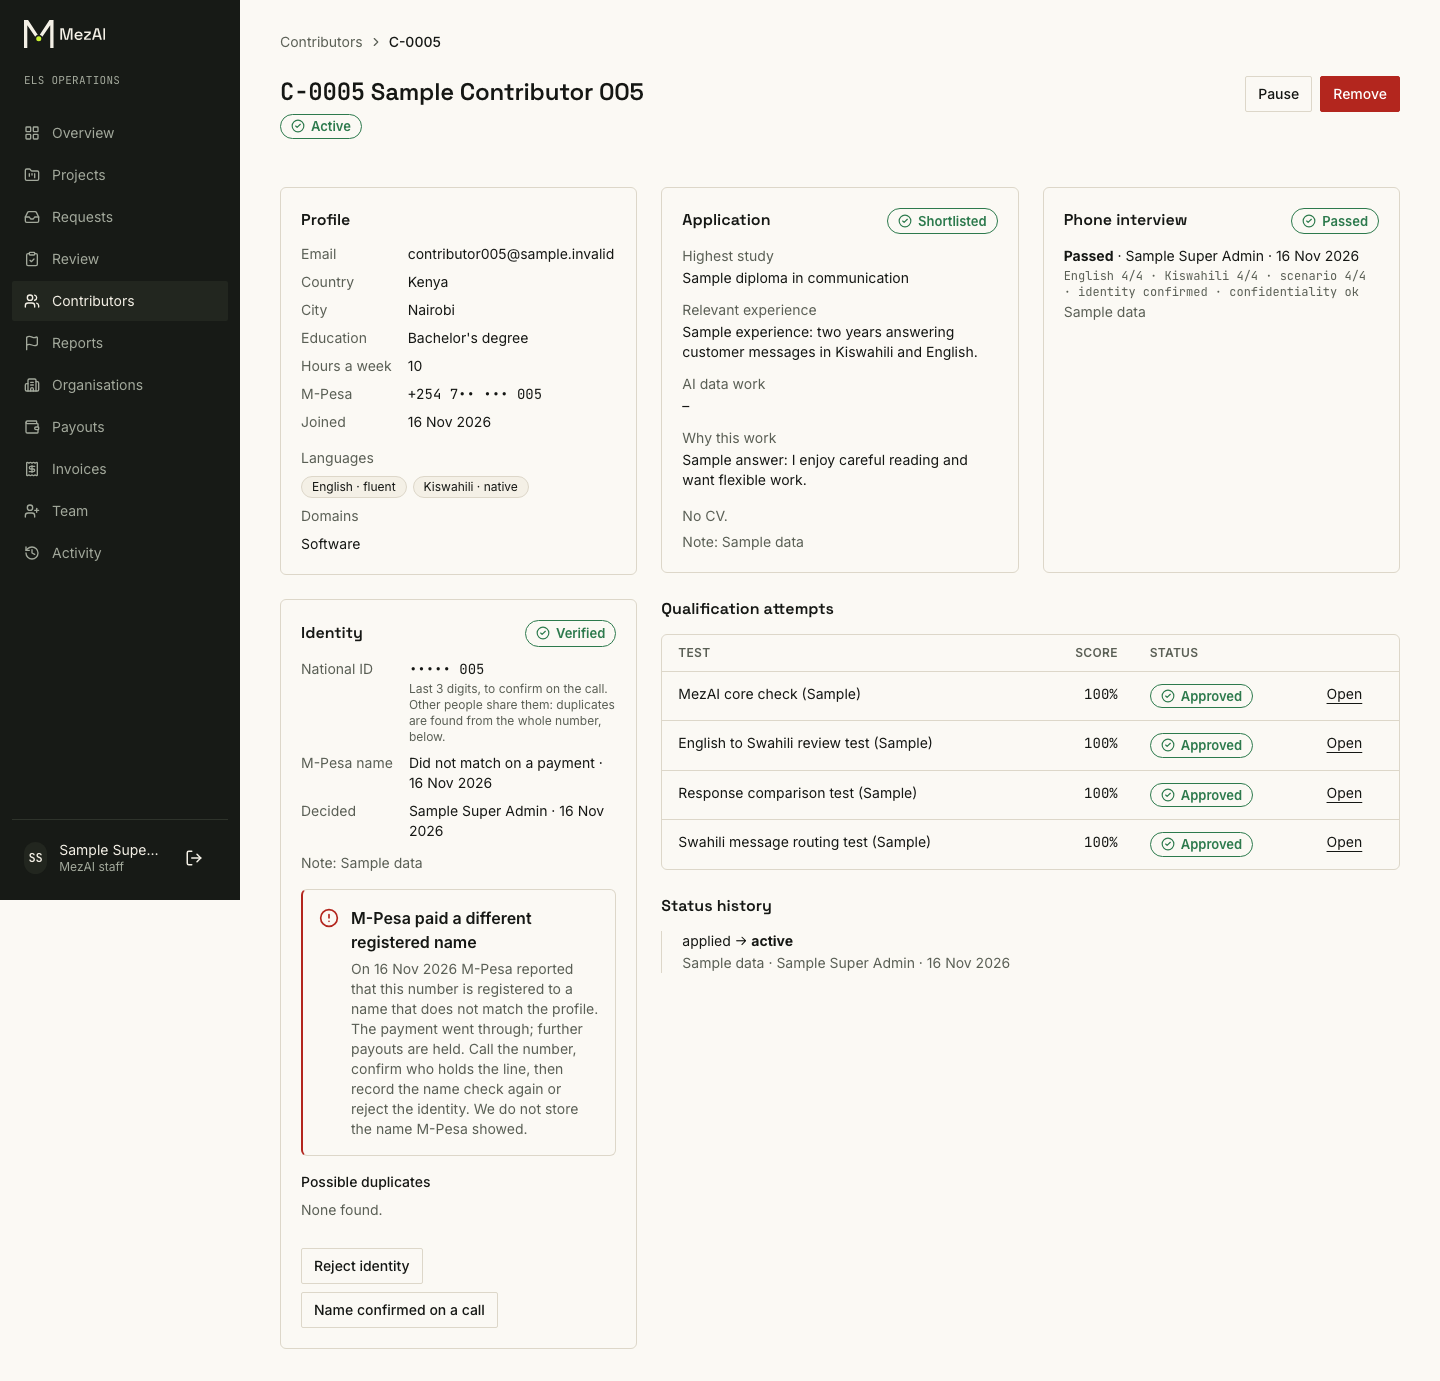 MezAI
ELS OPERATIONS
Overview
Projects
Requests
Review
Contributors
Reports
Organisations
Payouts
Invoices
Team
Activity
SS
Sample Supe...
MezAI staff
Contributors > C-0005
C-0005 Sample Contributor 005
Active
Pause
Remove
Profile
Email contributor005@sample.invalid
Country Kenya
City Nairobi
Education Bachelor's degree
Hours a week 10
M-Pesa +254 7•• ••• 005
Joined 16 Nov 2026
Languages
English · fluent
Kiswahili · native
Domains
Software
Application
Shortlisted
Highest study
Sample diploma in communication
Relevant experience
Sample experience: two years answering
customer messages in Kiswahili and English.
AI data work
–
Why this work
Sample answer: I enjoy careful reading and
want flexible work.
No CV.
Note: Sample data
Phone interview
Passed
Passed · Sample Super Admin · 16 Nov 2026
English 4/4 · Kiswahili 4/4 · scenario 4/4
· identity confirmed · confidentiality ok
Sample data
Identity
Verified
National ID ••••• 005
Last 3 digits, to confirm on the call.
Other people share them: duplicates
are found from the whole number,
below.
M-Pesa name Did not match on a payment ·
16 Nov 2026
Decided Sample Super Admin · 16 Nov
2026
Note: Sample data
M-Pesa paid a different
registered name
On 16 Nov 2026 M-Pesa reported
that this number is registered to a
name that does not match the profile.
The payment went through; further
payouts are held. Call the number,
confirm who holds the line, then
record the name check again or
reject the identity. We do not store
the name M-Pesa showed.
Possible duplicates
None found.
Reject identity
Name confirmed on a call
Qualification attempts
TEST SCORE STATUS
MezAI core check (Sample) 100% Approved Open
English to Swahili review test (Sample) 100% Approved Open
Response comparison test (Sample) 100% Approved Open
Swahili message routing test (Sample) 100% Approved Open
Status history
applied → active
Sample data · Sample Super Admin · 16 Nov 2026